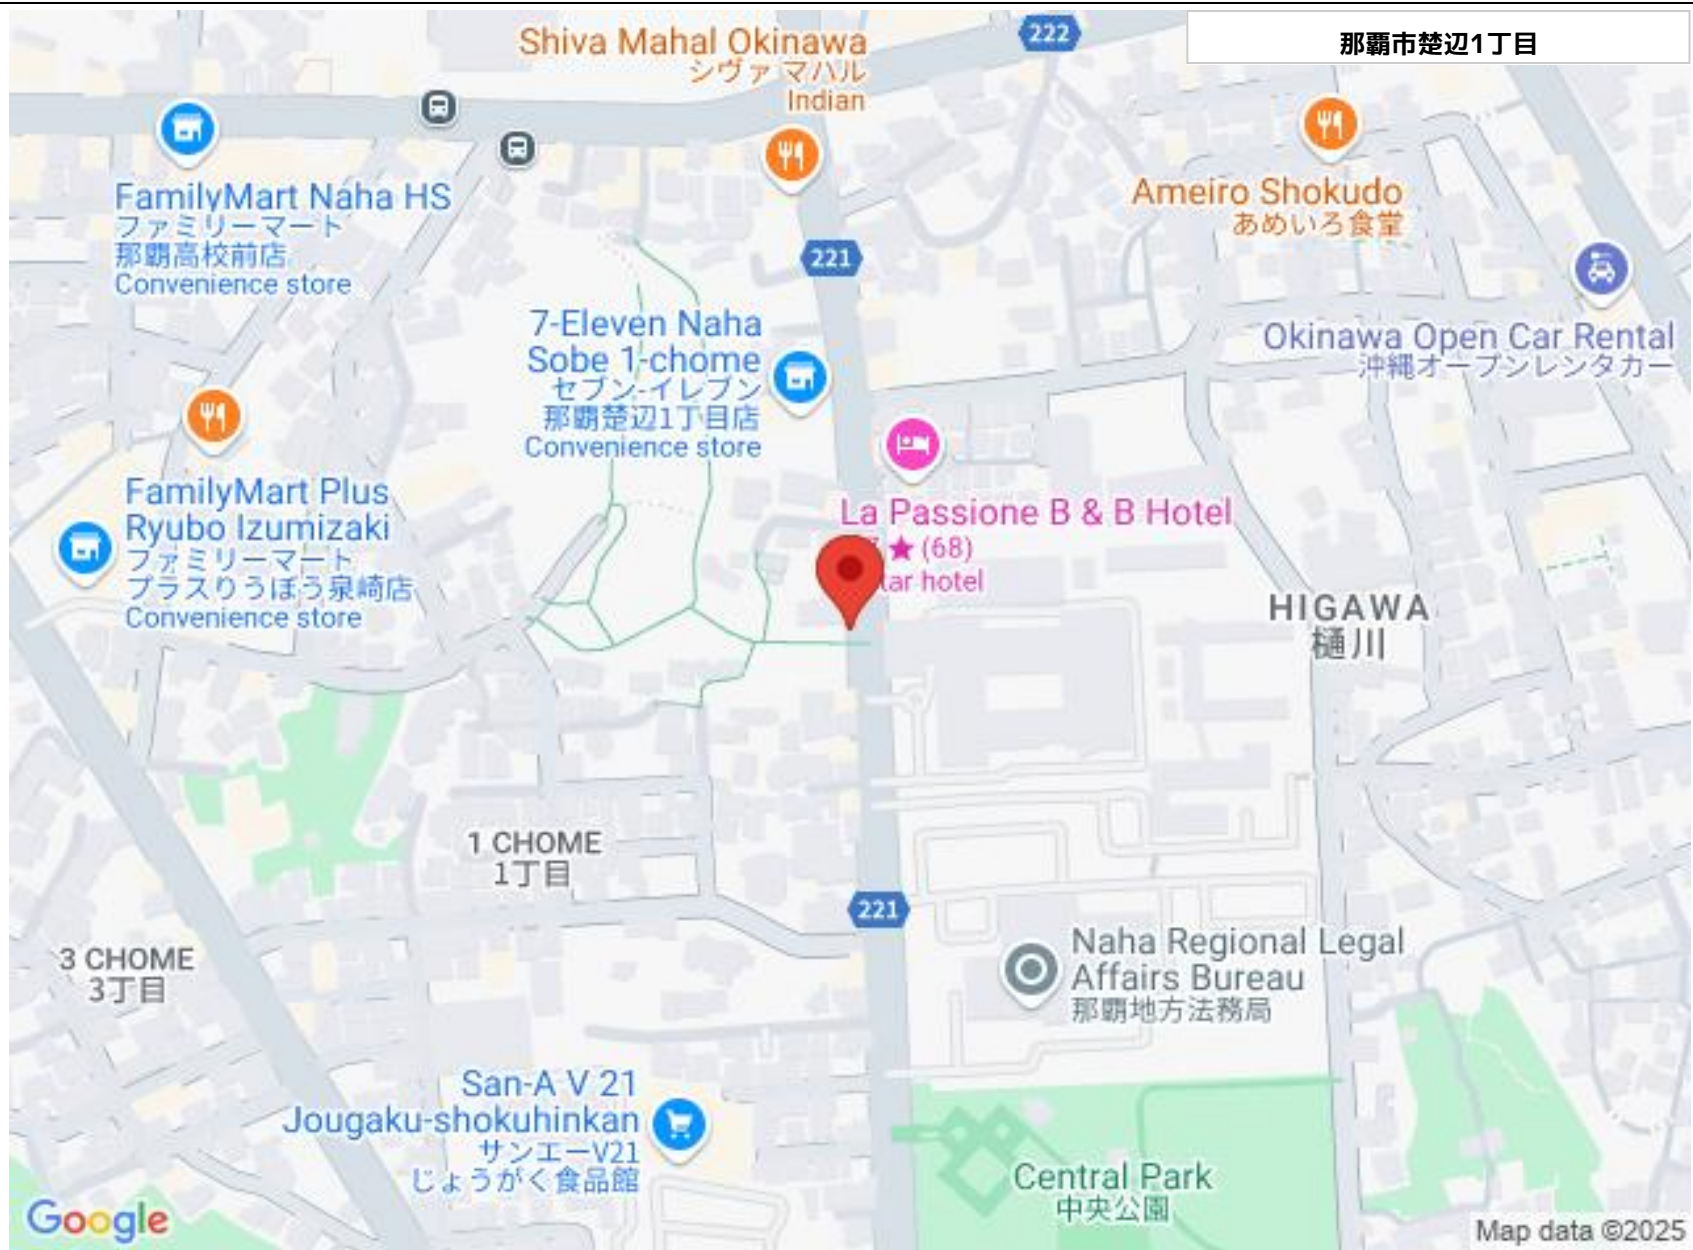 那覇市楚辺1丁目
222
Shiva Mahal Okinawa
シヴァ マハル
Indian
FamilyMart Naha HS
ファミリーマート
那覇高校前店
Convenience store
Ameiro Shokudo
あめいろ食堂
221
7-Eleven Naha
Sobe 1-chome
セブン-イレブン
那覇楚辺1丁目店
Convenience store
Okinawa Open Car Rental
沖縄オープンレンタカー
FamilyMart Plus
Ryubo Izumizaki
ファミリーマート
プラスりうぼう泉崎店
Convenience store
La Passione B & B Hotel
★ (68)
hotel
HIGAWA
樋川
1 CHOME
1丁目
221
3 CHOME
3丁目
Naha Regional Legal
Affairs Bureau
那覇地方法務局
San-A V 21
Jougaku-shokuhinkan
サンエーV21
じょうがく食品館
Central Park
中央公園
Google
Map data ©2025